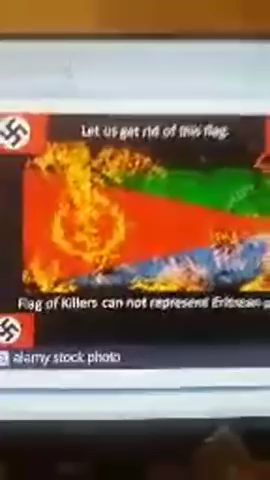 Let us get rid of this flag.
Flag of Killers can not represent Eritrean
alamy stock photo